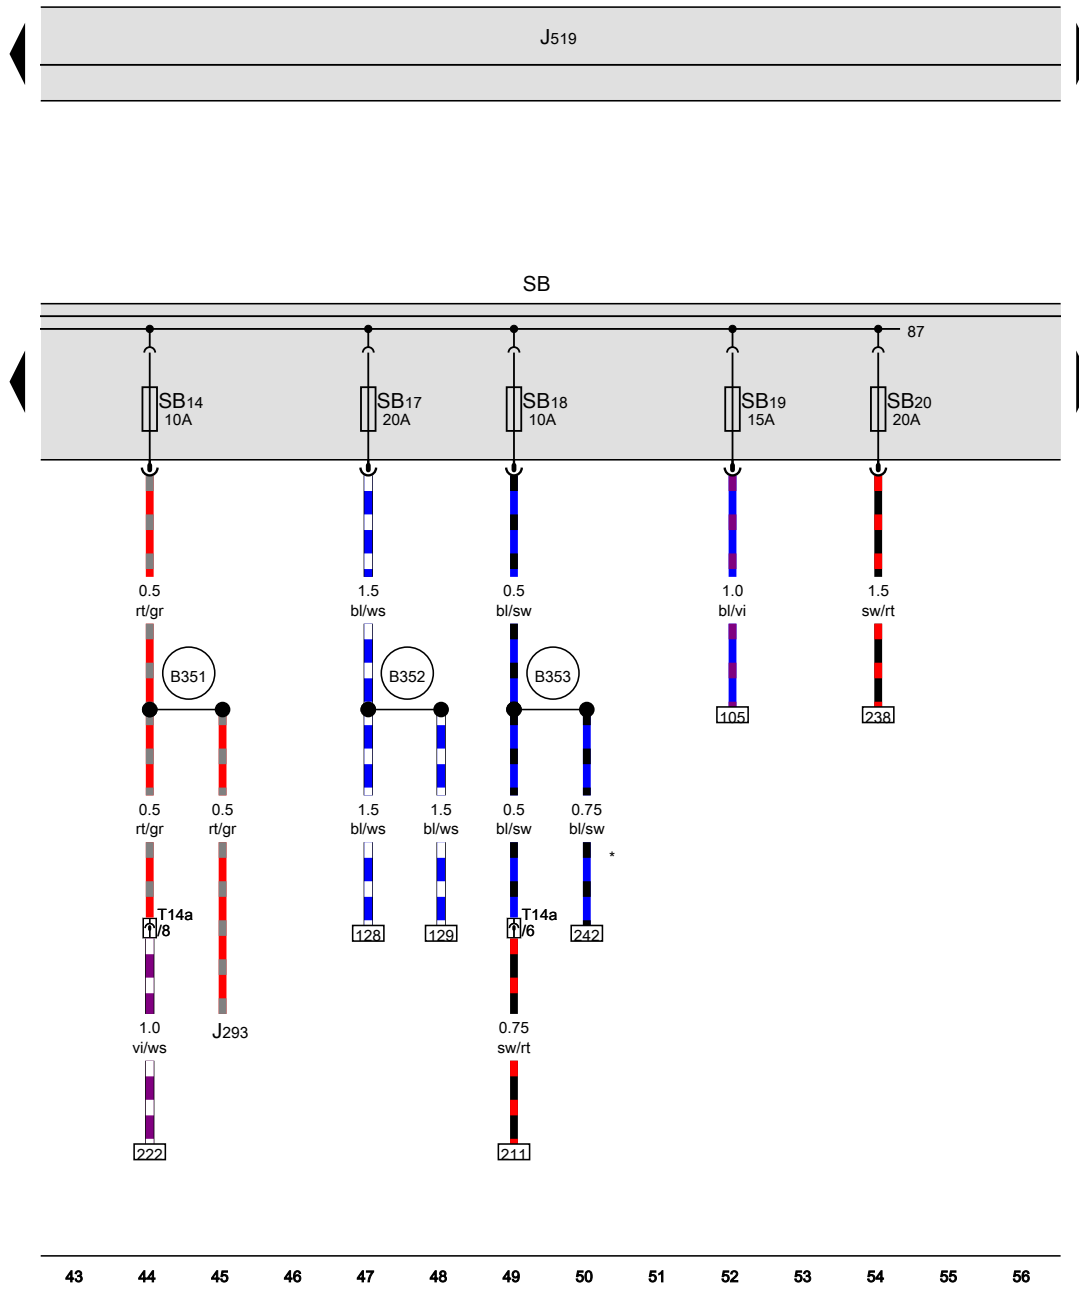 J519
SB
87
SB14 SB17 SB18 SB19 SB20
10A 20A 10A 15A 20A
0.5 1.5 0.5 1.0 1.5
rt/gr bl/ws bl/sw bl/vi sw/rt
B351 B352 B353
105 238
0.5 0.5 1.5 1.5 0.5 0.75
rt/gr rt/gr bl/ws bl/ws bl/sw bl/sw
*
T14a T14a
/8 128 129 /6 242
1.0 J293 0.75
vi/ws sw/rt
222 211
43 44 45 46 47 48 49 50 51 52 53 54 55 56